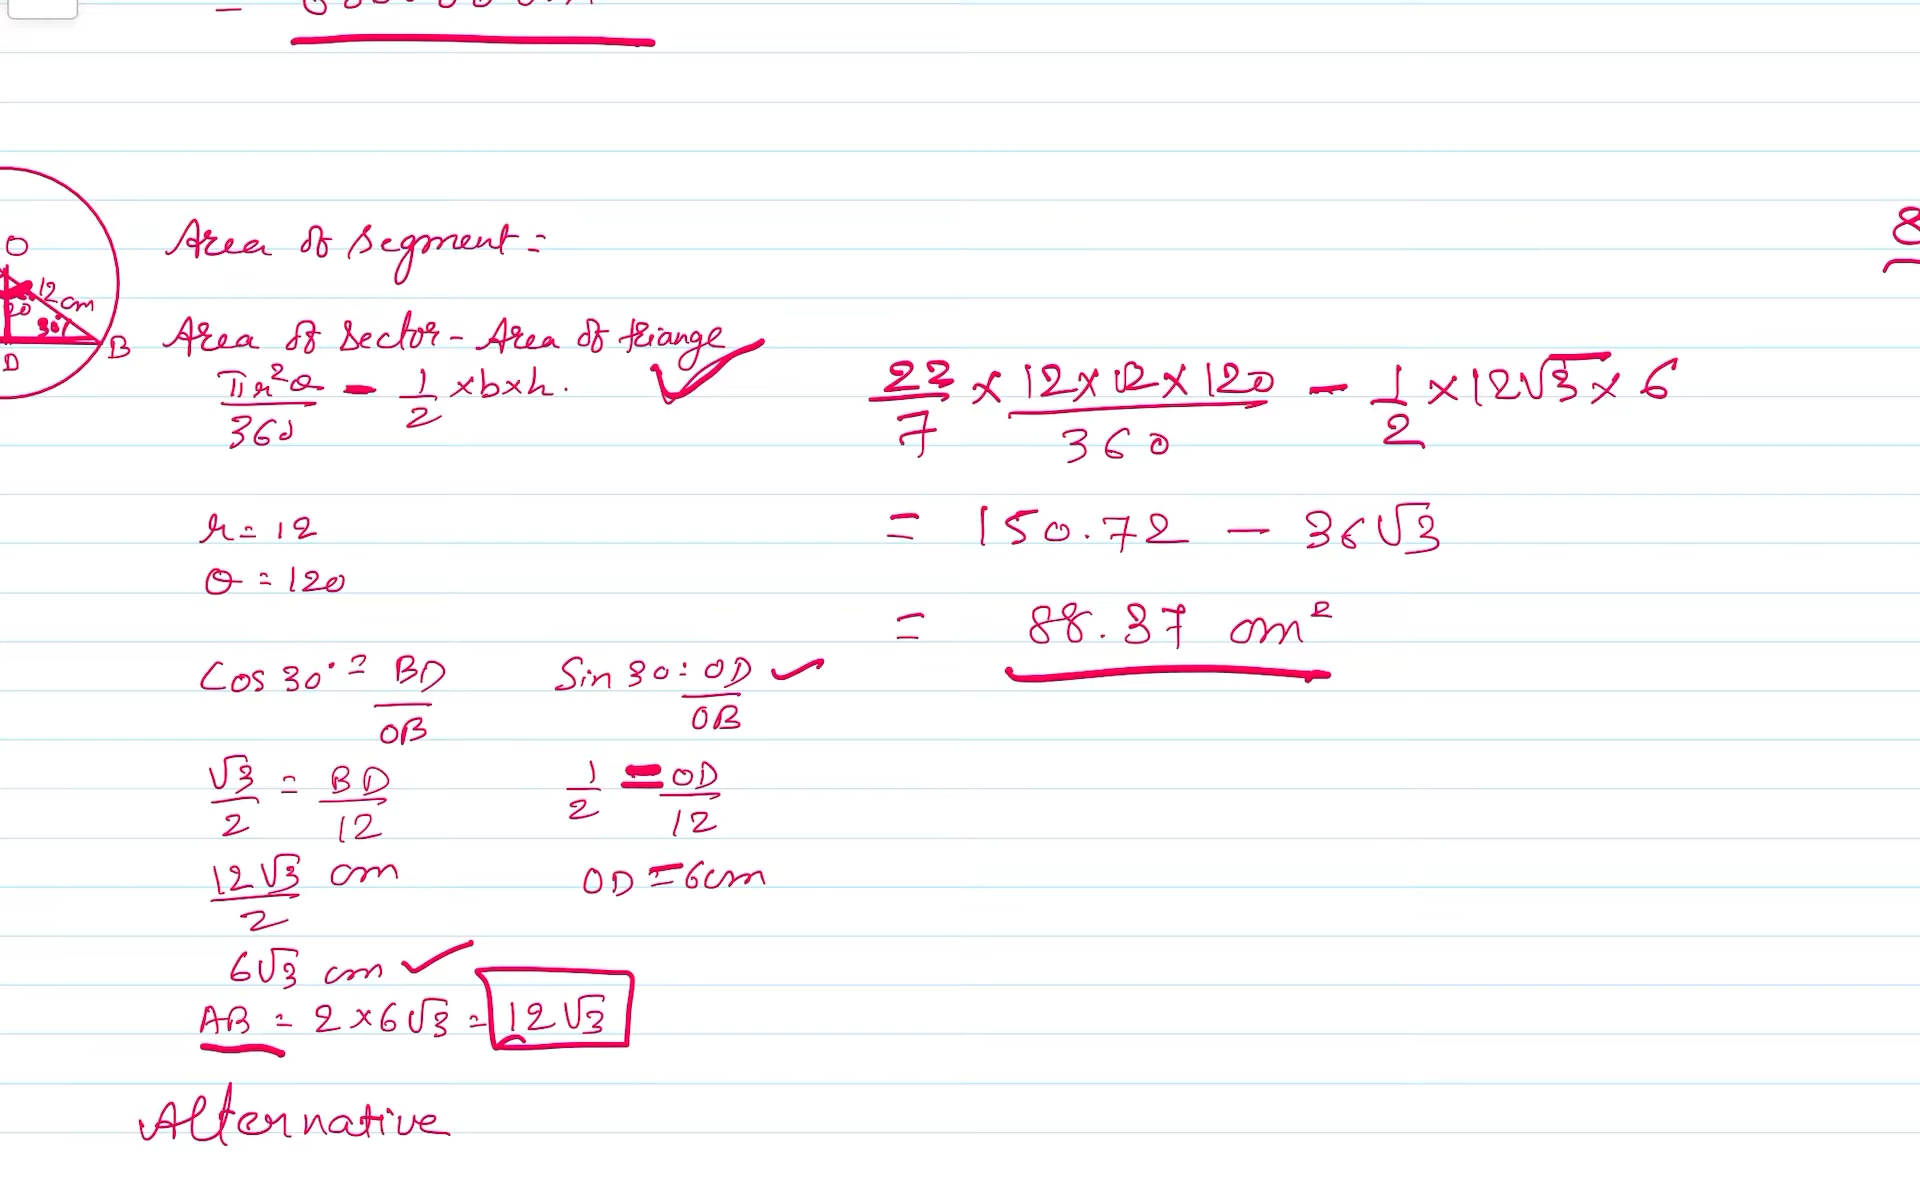 O
12cm
30°
B
D
Area of segment =
Area of Sector - Area of triange
πr²θ/360 - 1/2 × b×h.
r = 12
θ = 120
Cos 30° = BD/OB
√3/2 = BD/12
12√3/2 cm
6√3 cm
AB = 2×6√3 = 12√3
Sin 30 = OD/OB
1/2 = OD/12
OD = 6cm
22/7 × 12×12×120/360 - 1/2 ×12√3 × 6
= 150.72 - 36√3
= 88.37 cm²
Alternative
8